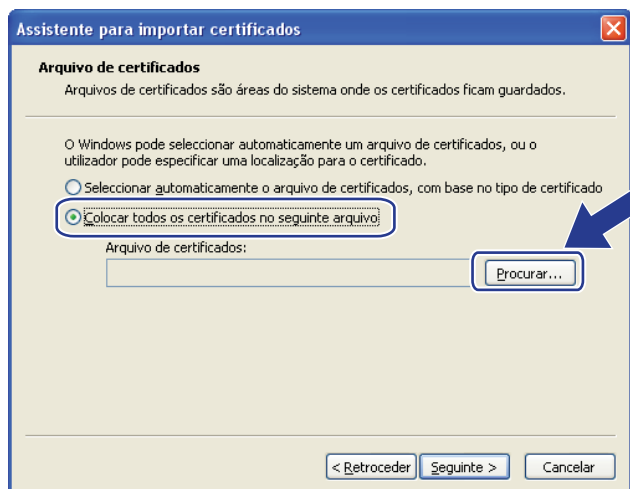 Assistente para importar certificados
Arquivo de certificados
Arquivos de certificados são áreas do sistema onde os certificados ficam guardados.
O Windows pode seleccionar automaticamente um arquivo de certificados, ou o
utilizador pode especificar uma localização para o certificado.
Seleccionar automaticamente o arquivo de certificados, com base no tipo de certificado
Colocar todos os certificados no seguinte arquivo
Arquivo de certificados:
Procurar...
< Retroceder Seguinte > Cancelar